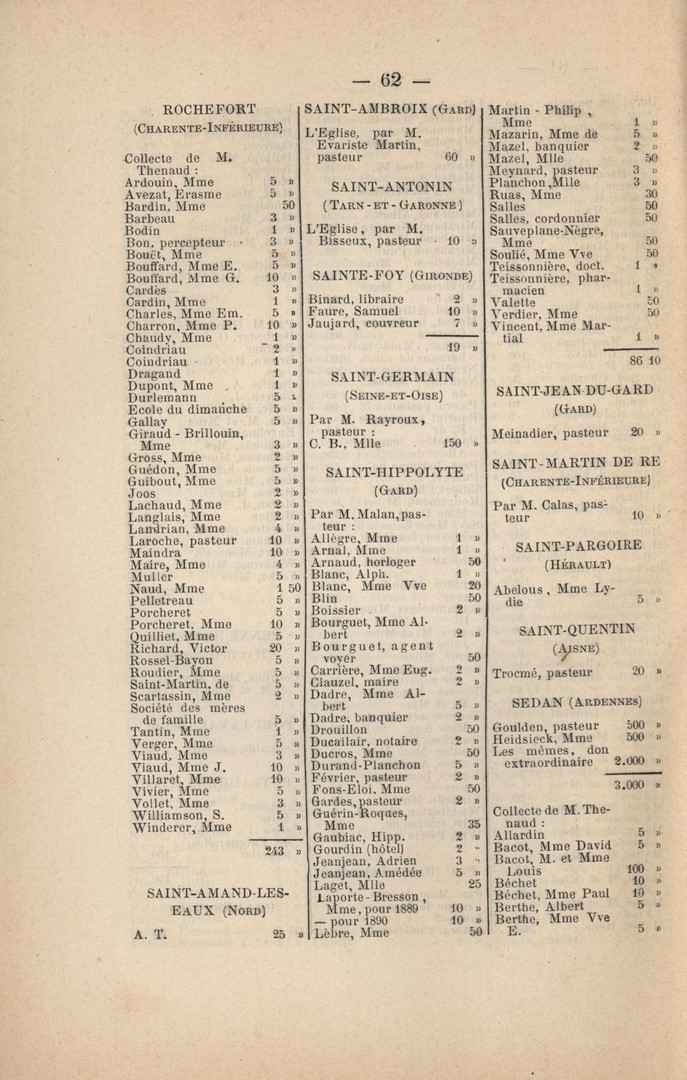 — 62 —
ROCHEFORT
(CHARENTE-INFÉRIEURE)
Collecte de M.
Thenaud :
Ardouin, Mme 5 »
Avezat, Erasme 5 »
Bardin, Mme 50
Barbeau 3 »
Bodin 1 »
Bon, percepteur 3 »
Bouët, Mme 5 »
Bouffard, Mme E. 5 »
Bouffard, Mme G. 10 »
Cardès 3 »
Cardin, Mme 1 »
Charles, Mme Em. 5 »
Charron, Mme P. 10 »
Chaudy, Mme 1 »
Coindriau 2 »
Coindriau 1 »
Dragand 1 »
Dupont, Mme 1 »
Durlemann 5 »
Ecole du dimanche 5 »
Gallay 5 »
Giraud - Brillouin,
Mme 3 »
Gross, Mme 2 »
Guédon, Mme 5 »
Guibout, Mme 5 »
Joos 2 »
Lachaud, Mme 2 »
Langlais, Mme 2 »
Landrian, Mme 4 »
Laroche, pasteur 10 »
Maindra 10 »
Maire, Mme 4 »
Muller 5 »
Naud, Mme 1 50
Pelletreau 5 »
Porcheret 5 »
Porcheret, Mme 10 »
Quilliet, Mme 5 »
Richard, Victor 20 »
Rossel-Bayon 5 »
Roudier, Mme 5 »
Saint-Martin, de 5 »
Scartassin, Mme 2 »
Société des mères
de famille 5 »
Tantin, Mme 1 »
Verger, Mme 5 »
Viaud, Mme 3 »
Viaud, Mme J. 10 »
Villaret, Mme 10 »
Vivier, Mme 5 »
Vollet, Mme 3 »
Williamson, S. 5 »
Winderer, Mme 1 »
243 »
SAINT-AMAND-LES-
EAUX (NORD)
A. T. 25 »
SAINT-AMBROIX (GARD)
L'Eglise, par M.
Evariste Martin,
pasteur 60 »
SAINT-ANTONIN
(TARN-ET-GARONNE)
L'Eglise, par M.
Bisseux, pasteur 10 »
SAINTE-FOY (GIRONDE)
Binard, libraire 2 »
Faure, Samuel 10 »
Jaujard, couvreur 7 »
19 »
SAINT-GERMAIN
(SEINE-ET-OISE)
Par M. Rayroux,
pasteur :
C. B., Mlle 150 »
SAINT-HIPPOLYTE
(GARD)
Par M. Malan, pas-
teur :
Allègre, Mme 1 »
Arnal, Mme 1 »
Arnaud, horloger 50
Blanc, Alph. 1 »
Blanc, Mme Vve 20
Blin 50
Boissier 2 »
Bourguet, Mme Al-
bert 2 »
Bourguet, agent
voyer 50
Carrière, Mme Eug. 2 »
Clauzel, maire 2 »
Dadre, Mme Al-
bert 5 »
Dadre, banquier 2 »
Drouillon 50
Ducailair, notaire 2 »
Ducros, Mme 50
Durand-Planchon 5 »
Février, pasteur 2 »
Fons-Eloi, Mme 50
Gardes, pasteur 2 »
Guérin-Roques,
Mme 35
Gaubiac, Hipp. 2 »
Gourdin (hôtel) 2 »
Jeanjean, Adrien 3 »
Jeanjean, Amédée 5 »
Laget, Mlle 25
Laporte-Bresson,
Mme, pour 1889 10 »
— pour 1890 10 »
Lèbre, Mme 50
Martin - Philip,
Mme 1 »
Mazarin, Mme de 5 »
Mazel, banquier 2 »
Mazel, Mlle 50
Meynard, pasteur 3 »
Planchon, Mlle 3 »
Ruas, Mme 30
Salles 50
Salles, cordonnier 50
Sauveplane-Nègre,
Mme 50
Soulié, Mme Vve 50
Teissonnière, doct. 1 »
Teissonnière, phar-
macien 1 »
Valette 50
Verdier, Mme 50
Vincent, Mme Mar-
tial 1 »
86 10
SAINT-JEAN-DU-GARD
(GARD)
Meinadier, pasteur 20 »
SAINT-MARTIN DE RE
(CHARENTE-INFÉRIEURE)
Par M. Calas, pas-
teur 10 »
SAINT-PARGOIRE
(HÉRAULT)
Abelous, Mme Ly-
die 5 »
SAINT-QUENTIN
(AISNE)
Trocmé, pasteur 20 »
SEDAN (ARDENNES)
Goulden, pasteur 500 »
Heidsieck, Mme 500 »
Les mêmes, don
extraordinaire 2.000 »
3.000 »
Collecte de M. The-
naud :
Allardin 5 »
Bacot, Mme David 5 »
Bacot, M. et Mme
Louis 100 »
Béchet 10 »
Béchet, Mme Paul 10 »
Berthe, Albert 5 »
Berthe, Mme Vve
E. 5 »